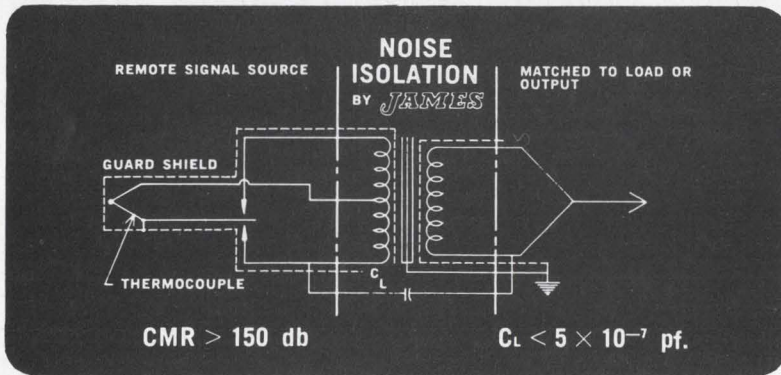 REMOTE SIGNAL SOURCE
NOISE
ISOLATION
BY JAMES
MATCHED TO LOAD OR
OUTPUT
GUARD SHIELD
THERMOCOUPLE
C
L
CMR > 150 db
CL < 5 × 10⁻⁷ pf.